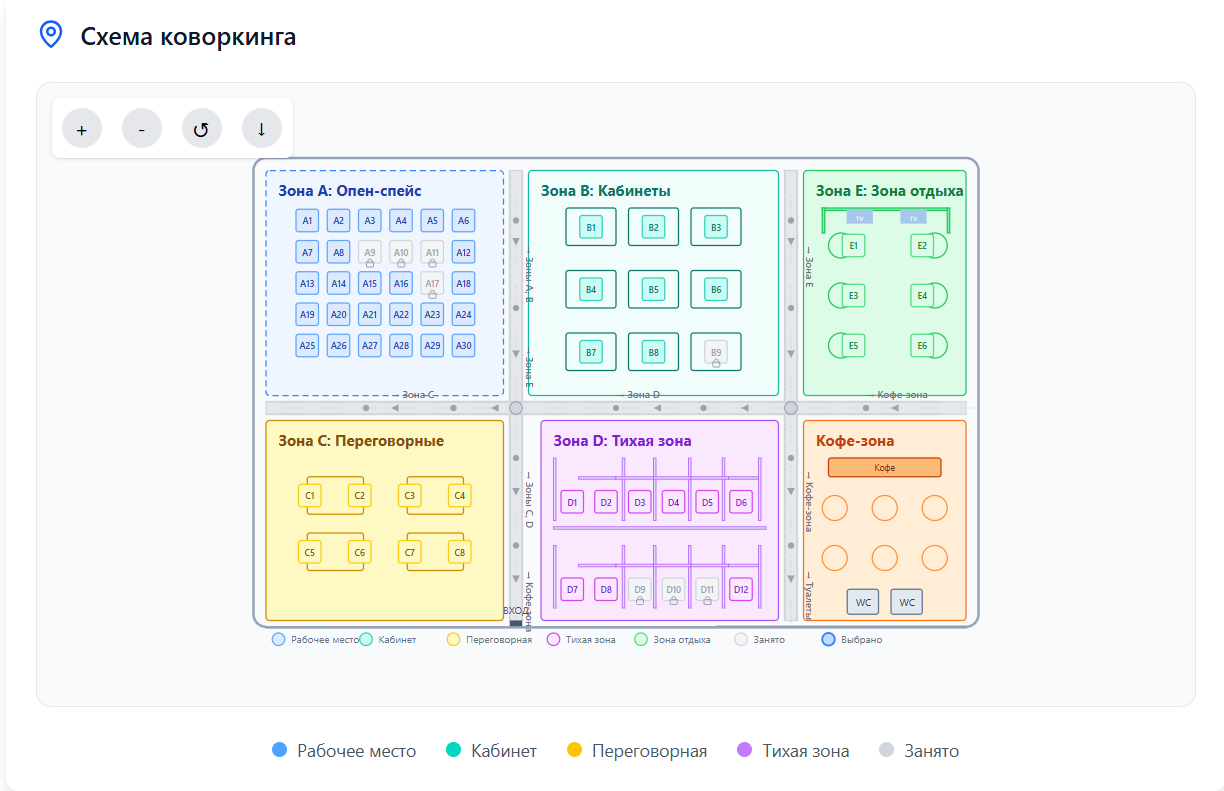 Схема коворкинга
+ - ↺ ↓
Зона A: Опен-спейс
A1 A2 A3 A4 A5 A6
A7 A8 A9 A10 A11 A12
A13 A14 A15 A16 A17 A18
A19 A20 A21 A22 A23 A24
A25 A26 A27 A28 A29 A30
→ Зоны A, B
→ Зона E
Зона B: Кабинеты
B1 B2 B3
B4 B5 B6
B7 B8 B9
→ Зона E
Зона E: Зона отдыха
TV TV
E1 E2
E3 E4
E5 E6
→ Зона C → Зона D → Кофе-зона
Зона C: Переговорные
C1 C2 C3 C4
C5 C6 C7 C8
→ Зоны C, D
→ Кофе-зона
ВХОД
Зона D: Тихая зона
D1 D2 D3 D4 D5 D6
D7 D8 D9 D10 D11 D12
→ Кофе-зона
→ Туалеты
Кофе-зона
Кофе
WC WC
Рабочее место Кабинет Переговорная Тихая зона Зона отдыха Занято Выбрано
Рабочее место Кабинет Переговорная Тихая зона Занято